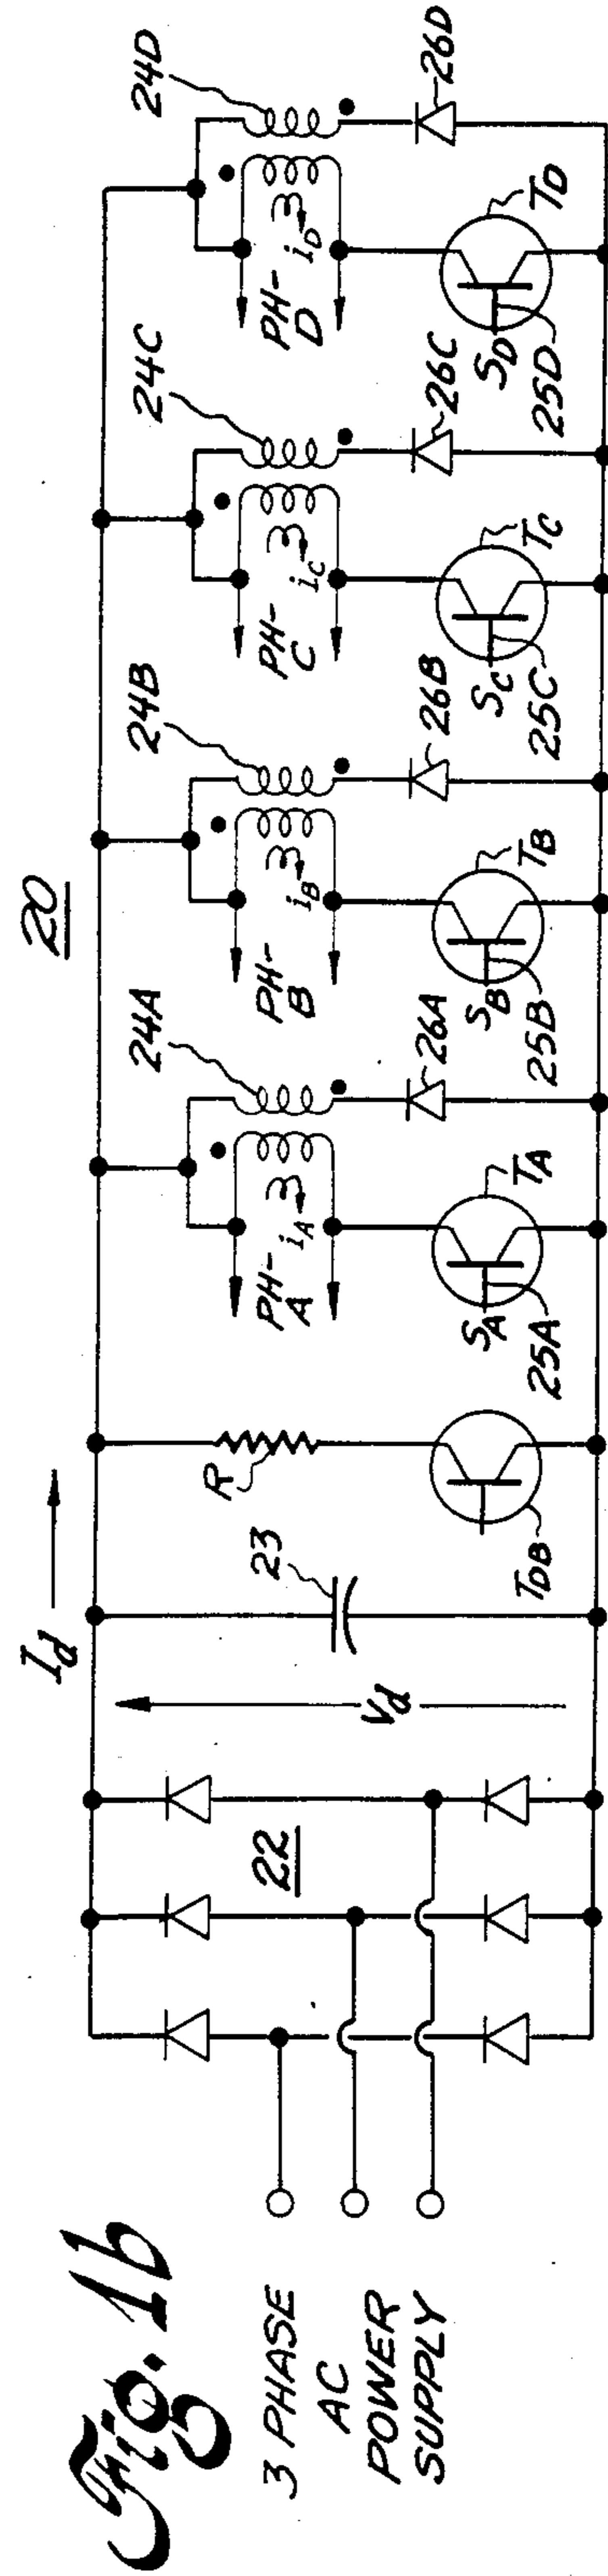 Fig. 1b
20
3 PHASE
AC
POWER
SUPPLY
22
Vd
Id
23
R
TDB
PH-
A
iA
24A
SA
25A
TA
26A
PH-
B
iB
24B
SB
25B
TB
26B
PH-
C
iC
24C
SC
25C
TC
26C
PH-
D
iD
24D
SD
25D
TD
26D